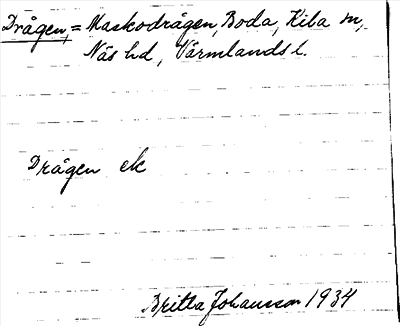 Drågen, = Maskodrågen, Boda, Kila sn,
Näs hd, Värmlands l.
Drågen ek
Britta Johansson 1934